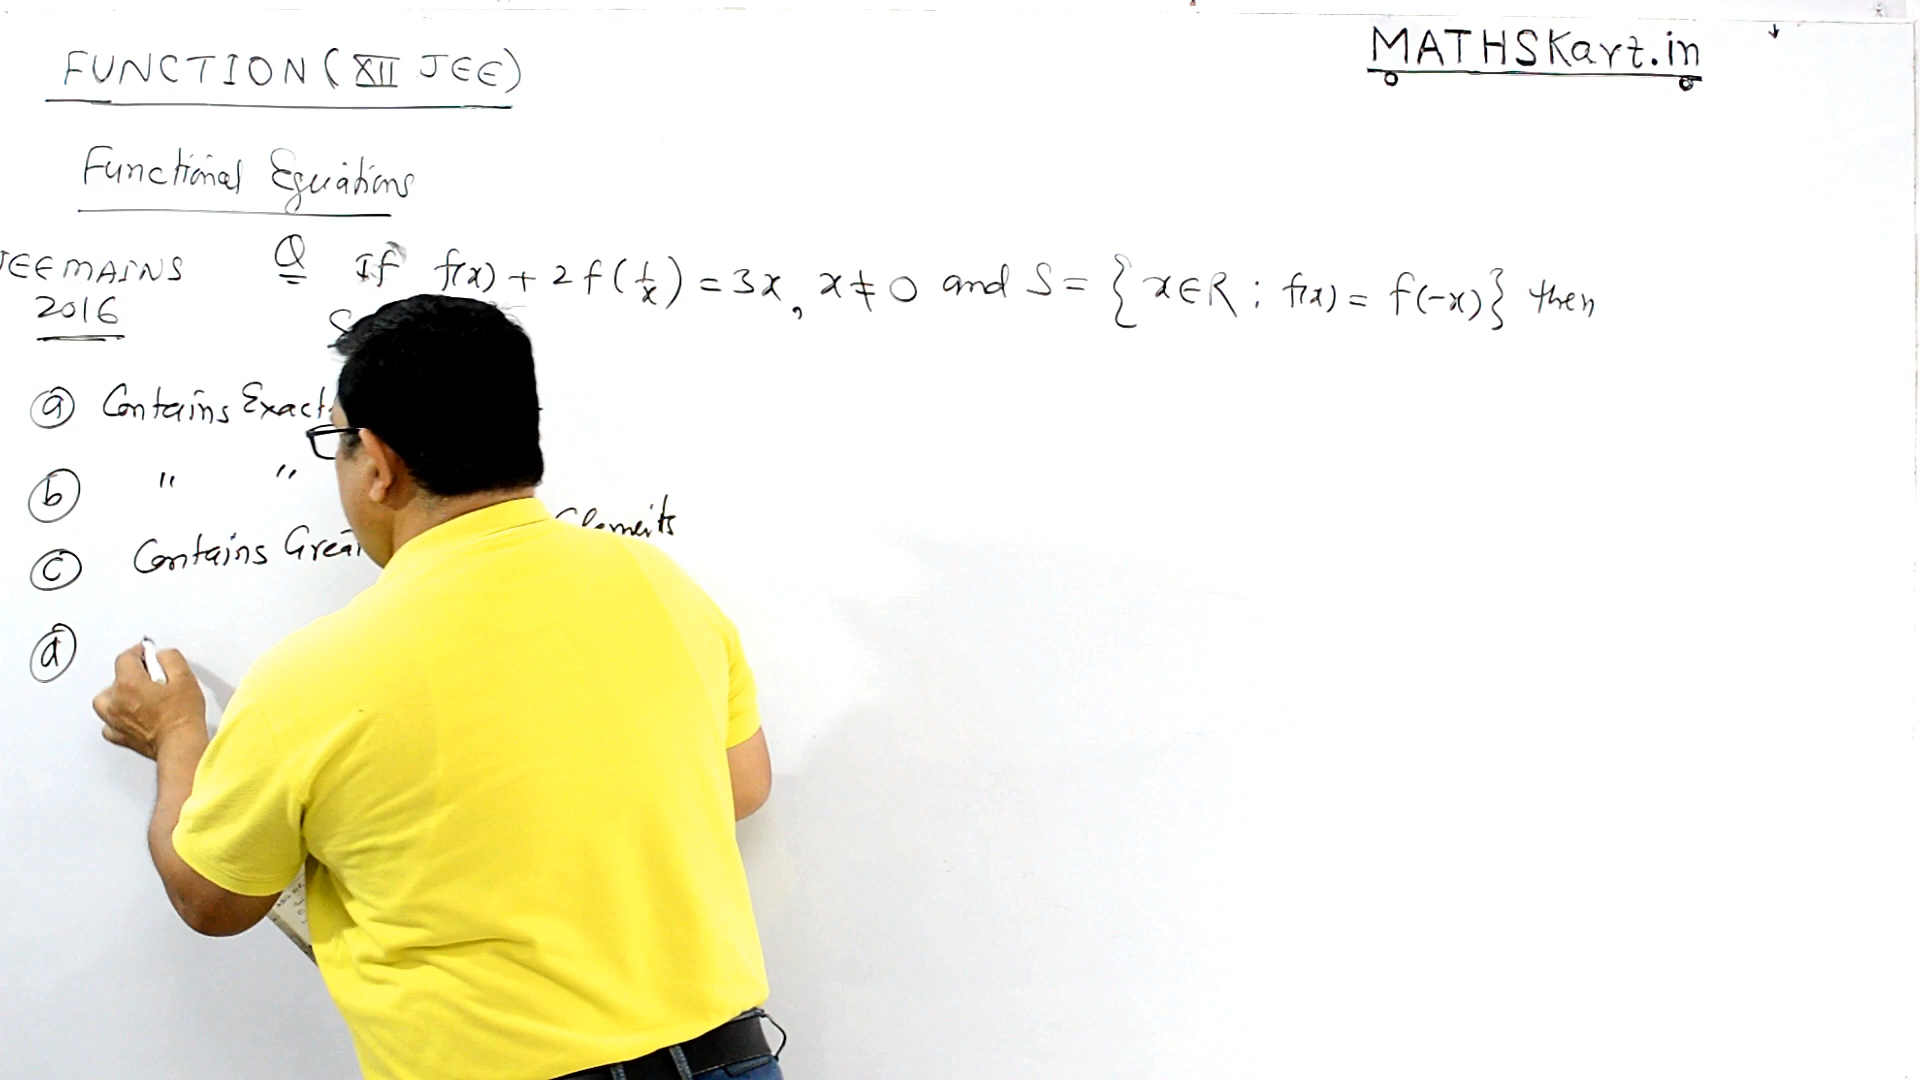 FUNCTION (XII JEE)
MATHSKart.in
Functional Equations
JEE MAINS
2016
Q If f(x) + 2f(1/x) = 3x, x ≠ 0 and S = {x∈R ; f(x) = f(-x)} then
S
(a) Contains Exact
(b) " "
(c) Contains Grea Elements
(d)